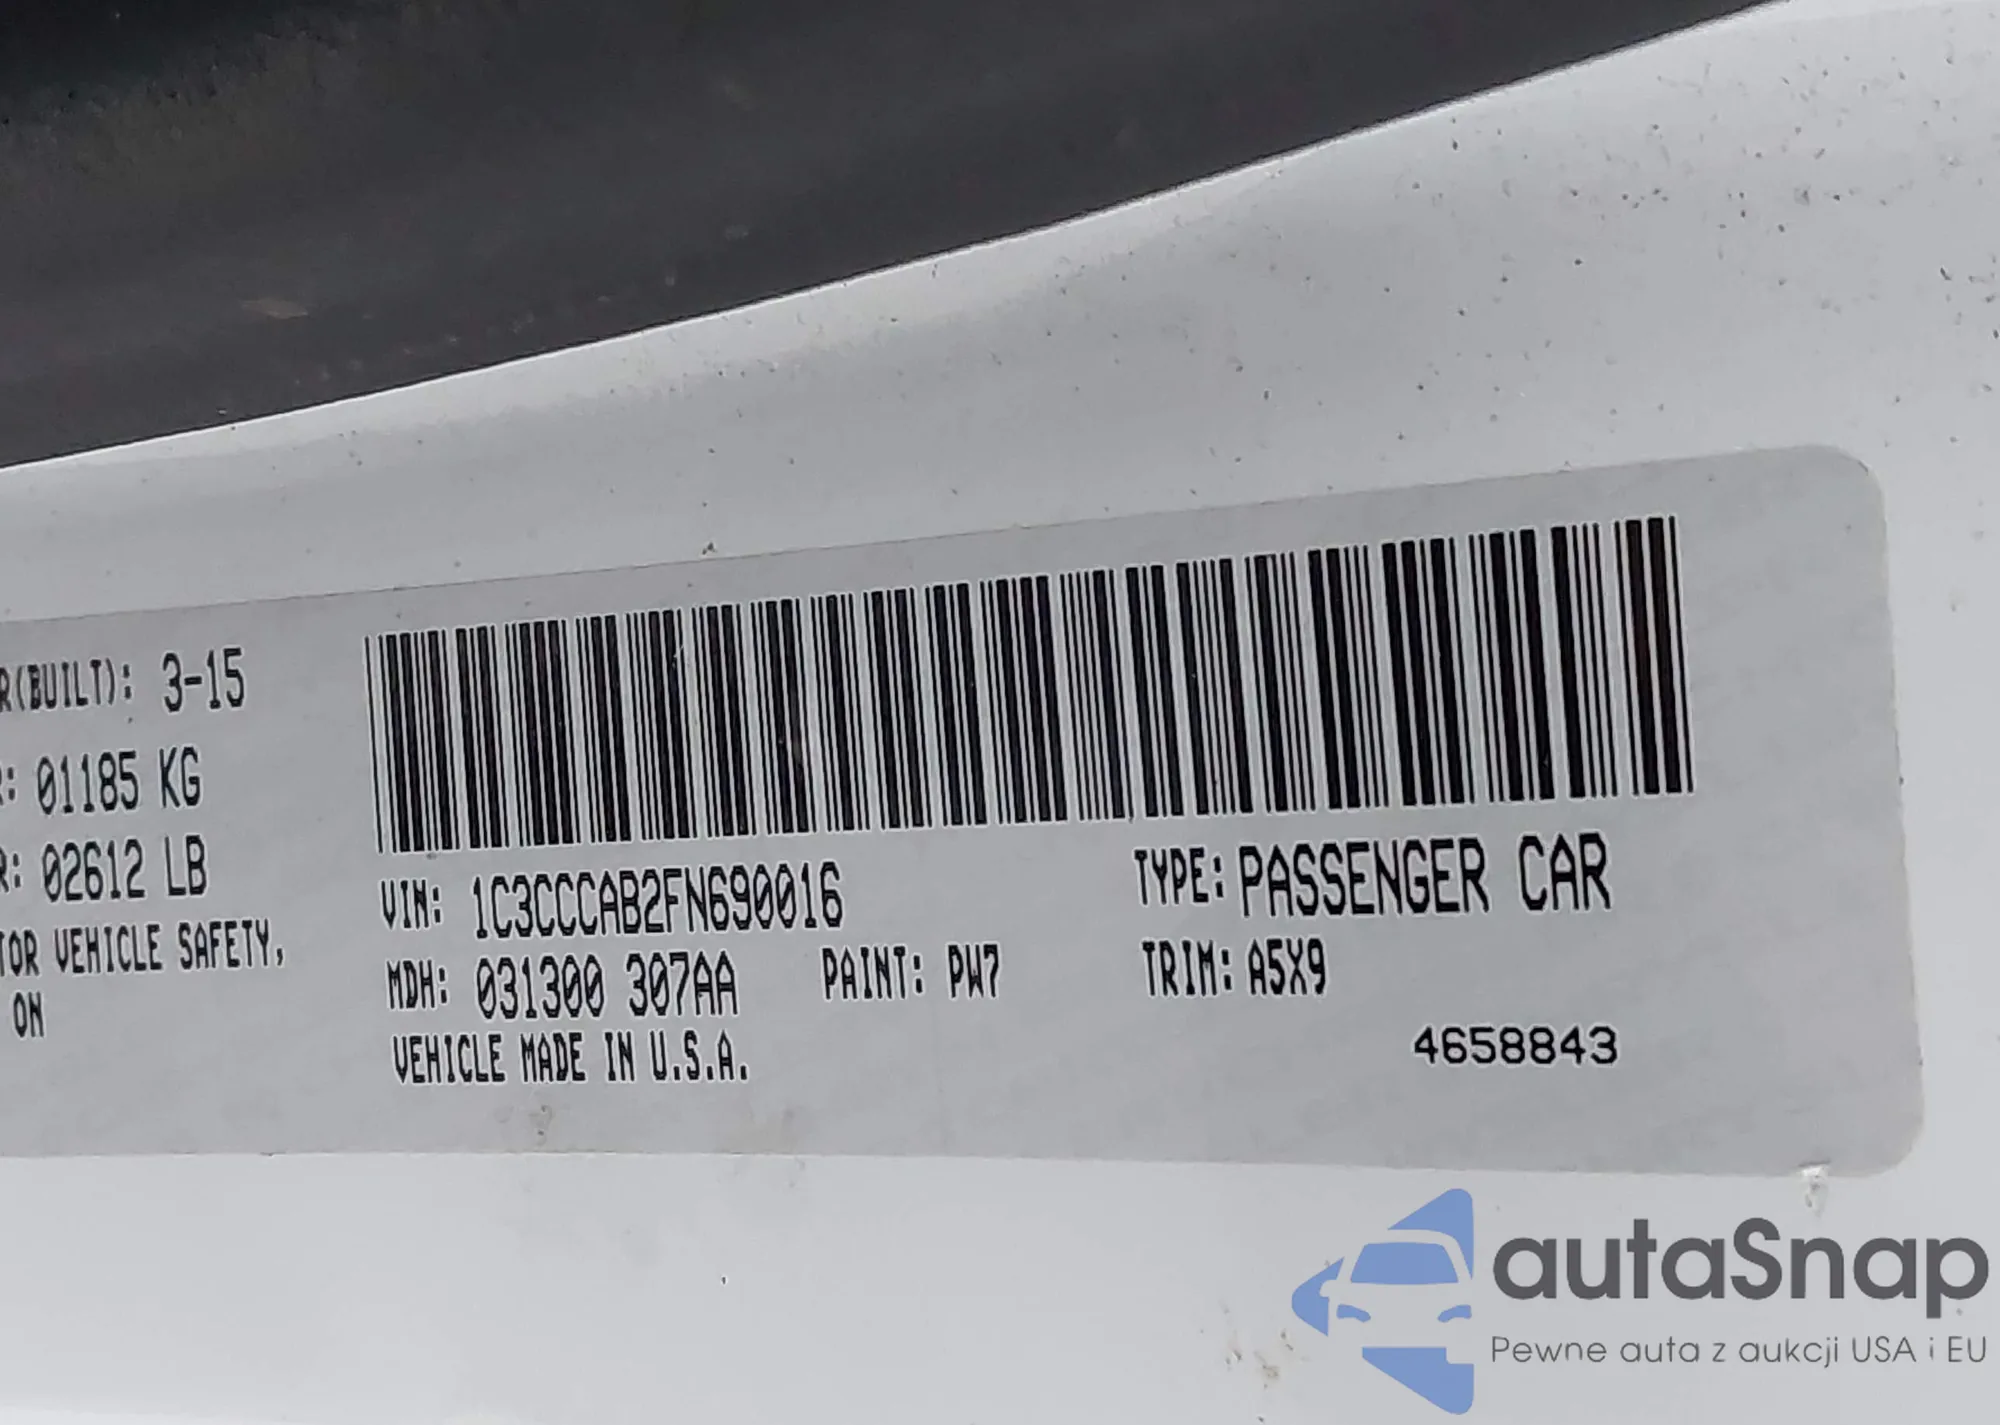 R(BUILT): 3-15
R: 01185 KG
R: 02612 LB
TOR VEHICLE SAFETY,
ON
VIN: 1C3CCCAB2FN690016
TYPE: PASSENGER CAR
MDH: 031300 307AA
PAINT: PW7
TRIM: A5X9
VEHICLE MADE IN U.S.A.
4658843
autaSnap
Pewne auta z aukcji USA i EU